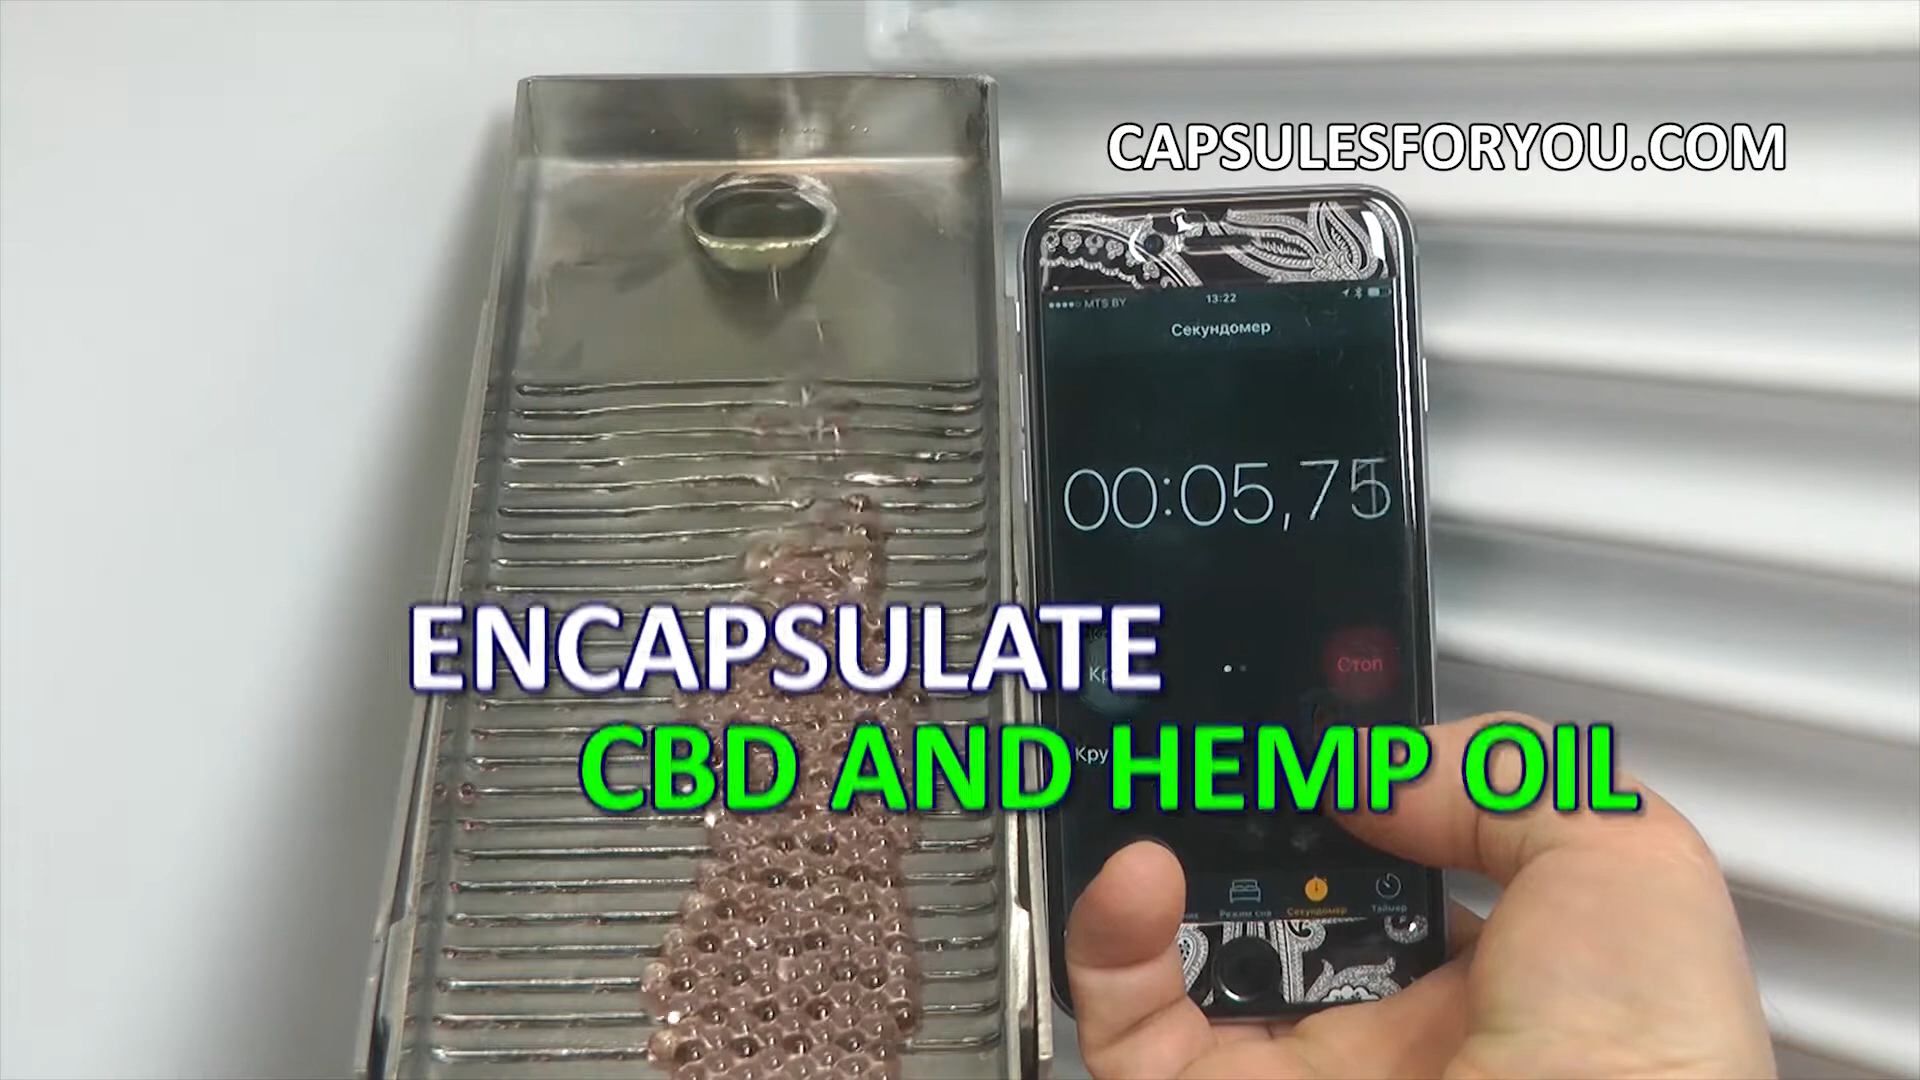 CAPSULESFORYOU.COM
MTS BY
13:22
Секундомер
00:05,75
ENCAPSULATE
Стоп
CBD AND HEMP OIL
Режим сна
Секундомер
Таймер